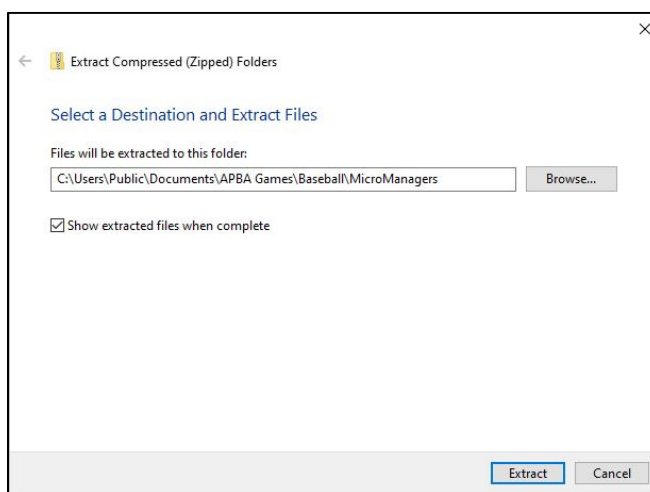 Extract Compressed (Zipped) Folders
Select a Destination and Extract Files
Files will be extracted to this folder:
C:\Users\Public\Documents\APBA Games\Baseball\MicroManagers
Browse...
Show extracted files when complete
Extract
Cancel